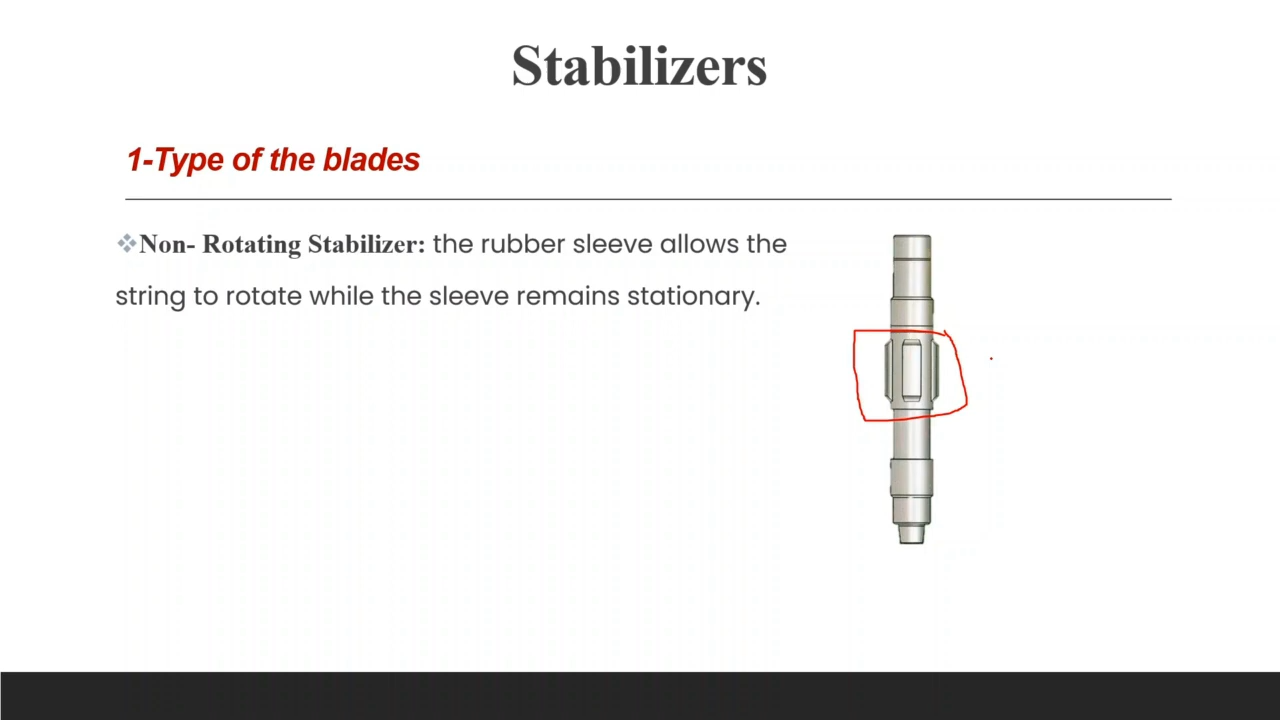 Stabilizers
1-Type of the blades
❖Non- Rotating Stabilizer: the rubber sleeve allows the
string to rotate while the sleeve remains stationary.